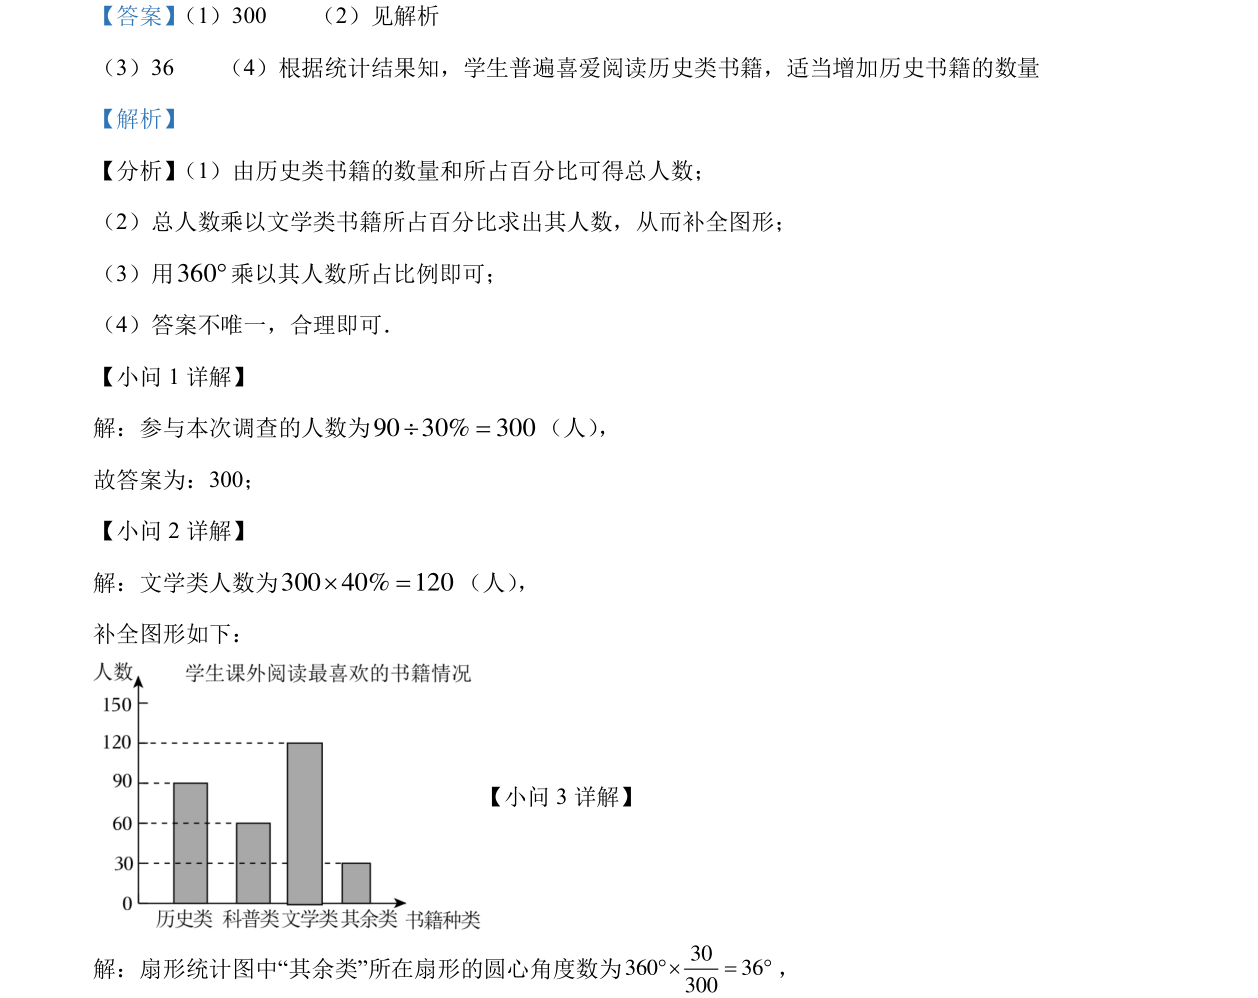 【答案】（1）300 （2）见解析
（3）36 （4）根据统计结果知，学生普遍喜爱阅读历史类书籍，适当增加历史书籍的数量
【解析】
【分析】（1）由历史类书籍的数量和所占百分比可得总人数；
（2）总人数乘以文学类书籍所占百分比求出其人数，从而补全图形；
（3）用360°乘以其人数所占比例即可；
（4）答案不唯一，合理即可．
【小问 1 详解】
解：参与本次调查的人数为90÷30%=300（人），
故答案为：300；
【小问 2 详解】
解：文学类人数为300×40%=120（人），
补全图形如下：
人数 学生课外阅读最喜欢的书籍情况
150
120
90
60
30
0
历史类 科普类 文学类 其余类 书籍种类
【小问 3 详解】
解：扇形统计图中“其余类”所在扇形的圆心角度数为360°×30/300=36°，